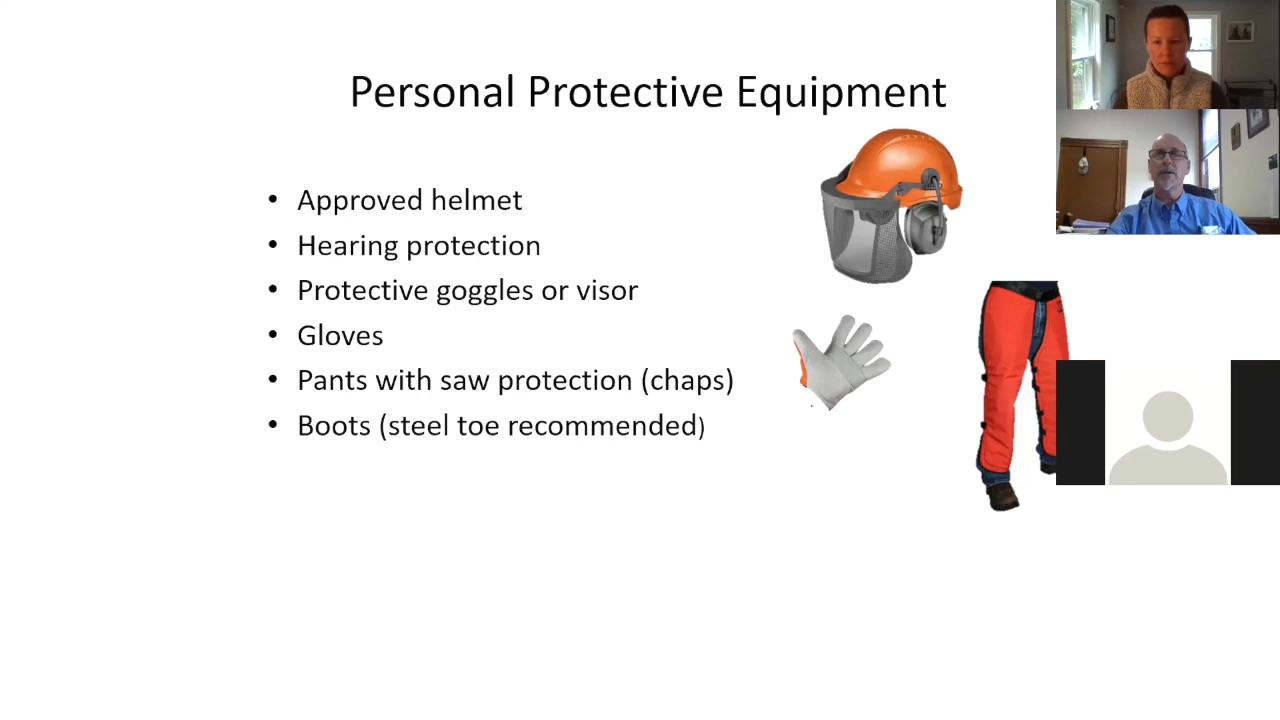 Personal Protective Equipment
• Approved helmet
• Hearing protection
• Protective goggles or visor
• Gloves
• Pants with saw protection (chaps)
• Boots (steel toe recommended)